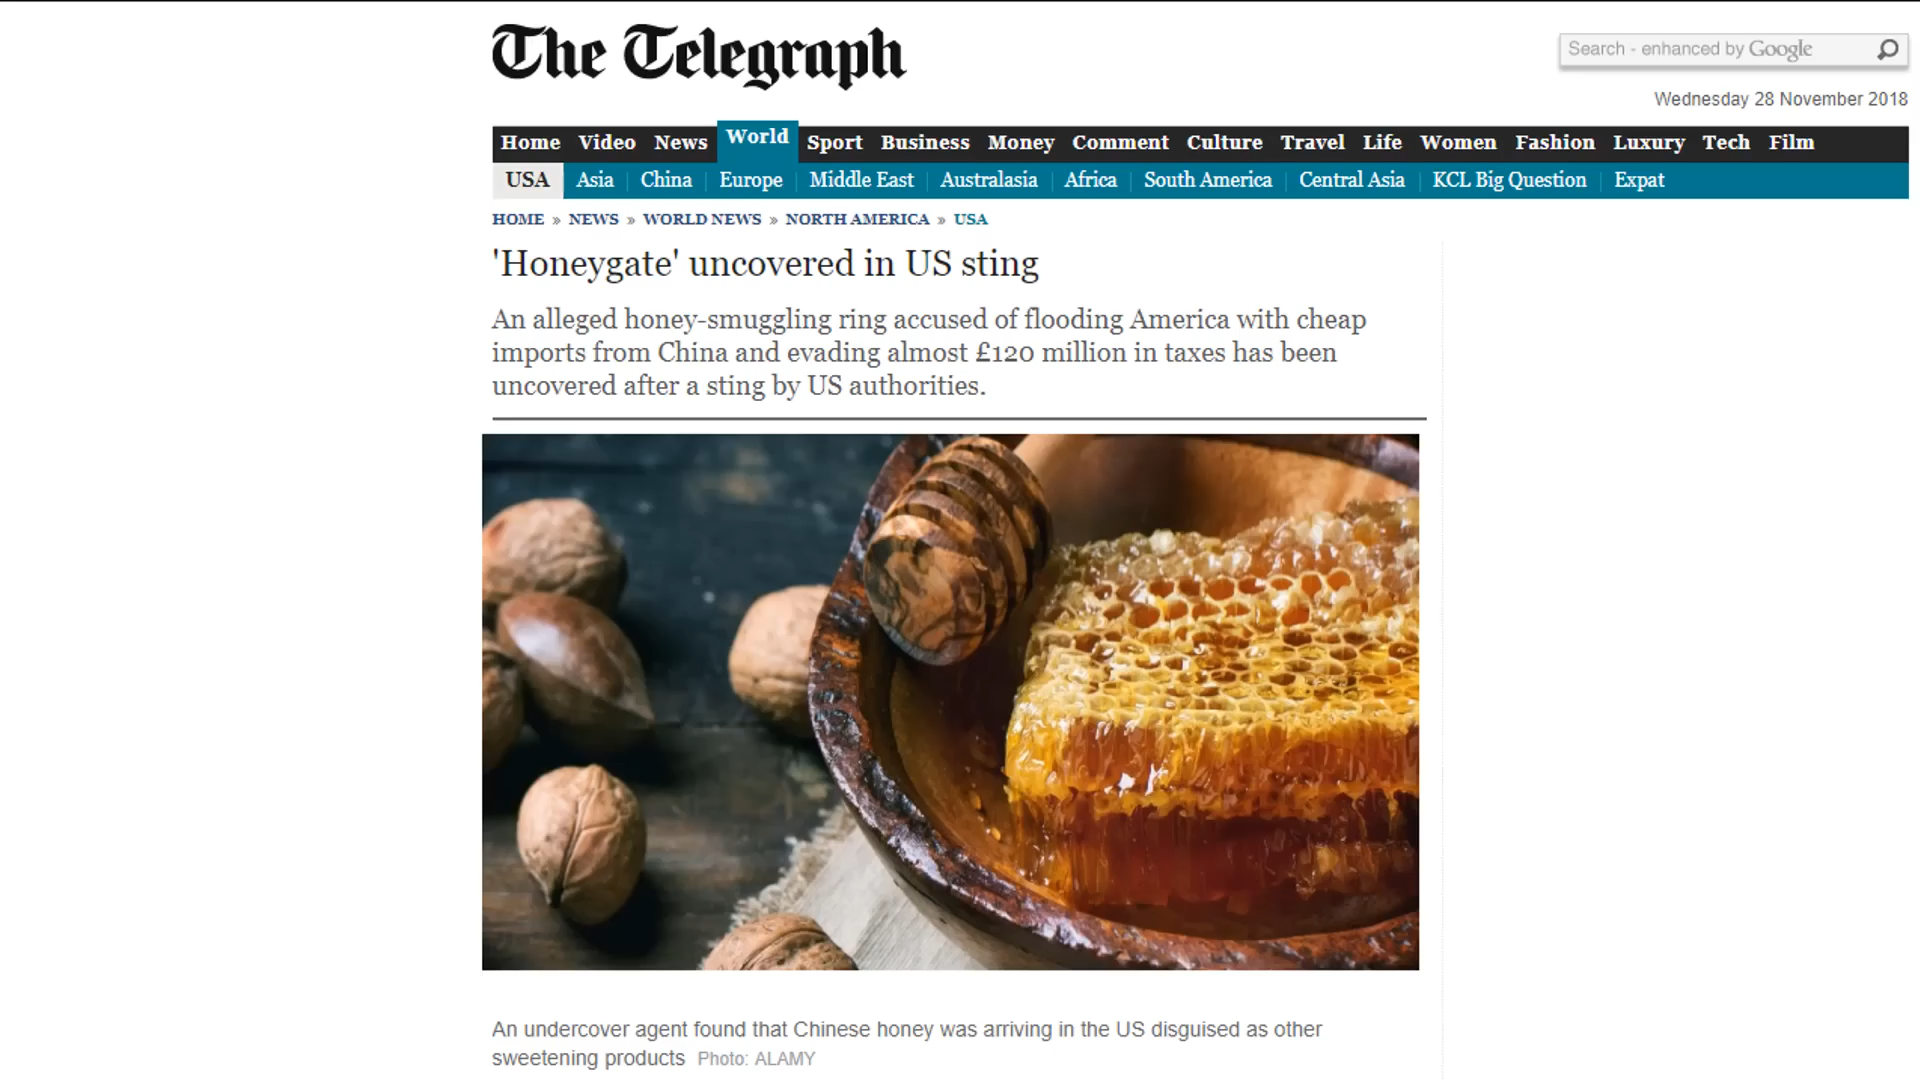 The Telegraph
Search - enhanced by Google
Wednesday 28 November 2018
Home Video News World Sport Business Money Comment Culture Travel Life Women Fashion Luxury Tech Film
USA Asia China Europe Middle East Australasia Africa South America Central Asia KCL Big Question Expat
HOME » NEWS » WORLD NEWS » NORTH AMERICA » USA
'Honeygate' uncovered in US sting
An alleged honey-smuggling ring accused of flooding America with cheap
imports from China and evading almost £120 million in taxes has been
uncovered after a sting by US authorities.
An undercover agent found that Chinese honey was arriving in the US disguised as other
sweetening products Photo: ALAMY